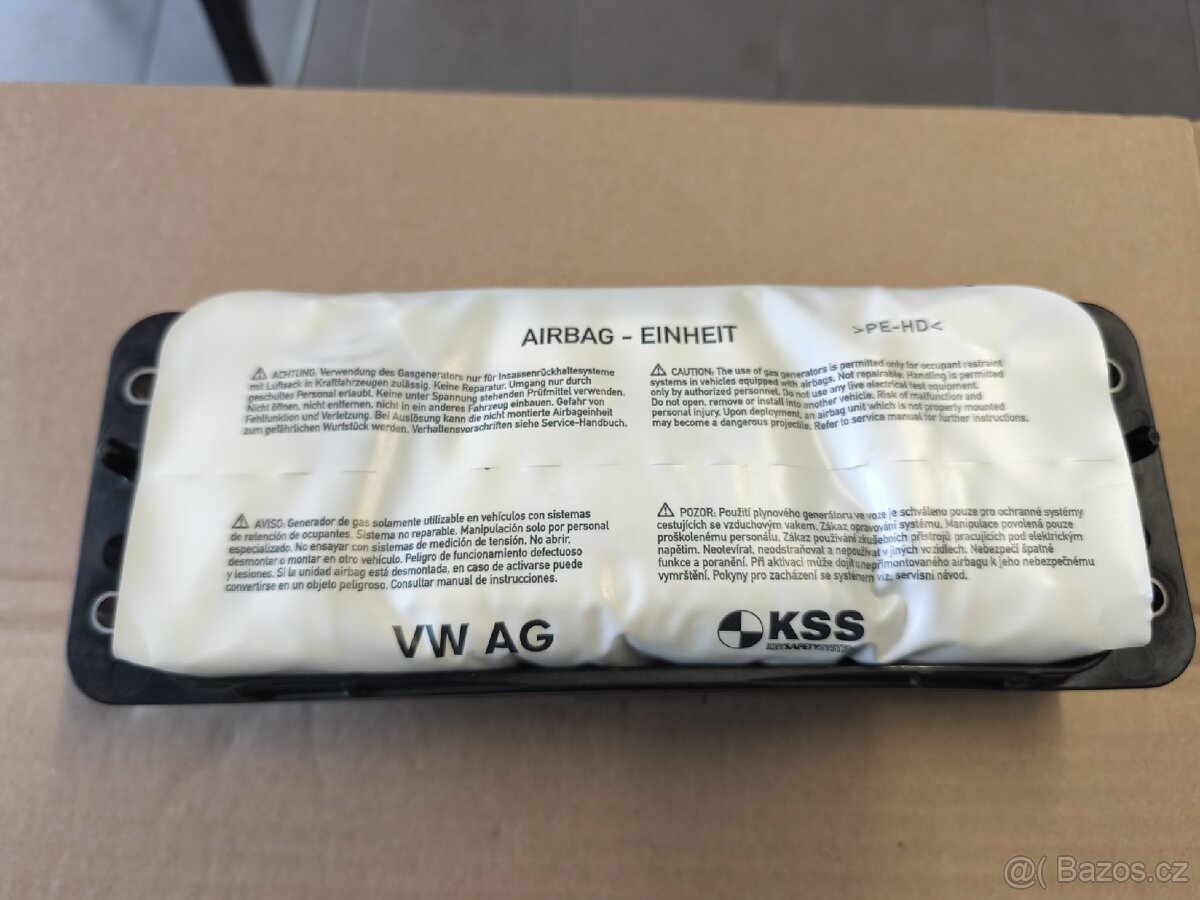 AIRBAG - EINHEIT
>PE-HD<
⚠ ACHTUNG: Verwendung des Gasgenerators nur für Insassenrückhaltesysteme
mit Luftsack in Kraftfahrzeugen zulässig. Keine Reparatur. Umgang nur durch
geschultes Personal erlaubt. Keine unter Spannung stehenden Prüfmittel verwenden.
Nicht öffnen, nicht entfernen, nicht in ein anderes Fahrzeug einbauen. Gefahr von
Fehlfunktion und Verletzung. Bei Auslösung kann die nicht montierte Airbageinheit
zum gefährlichen Wurfstück werden. Verhaltensvorschriften siehe Service-Handbuch.
⚠ CAUTION: The use of gas generators is permitted only for occupant restraint
systems in vehicles equipped with airbags. Not repairable. Handling is permitted
only by authorized personnel. Do not use any live electrical test equipment.
Do not open, remove or install into another vehicle. Risk of malfunction and
personal injury. Upon deployment, an airbag unit which is not properly mounted
may become a dangerous projectile. Refer to service manual for further instructions.
⚠ AVISO: Generador de gas solamente utilizable en vehículos con sistemas
de retención de ocupantes. Sistema no reparable. Manipulación solo por personal
especializado. No ensayar con sistemas de medición de tensión. No abrir,
desmontar o montar en otro vehículo. Peligro de funcionamiento defectuoso
y lesiones. Si la unidad airbag está desmontada, en caso de activarse puede
convertirse en un objeto peligroso. Consultar manual de instrucciones.
⚠ POZOR: Použití plynového generátoru ve voze je schváleno pouze pro ochranné systémy
cestujících se vzduchovým vakem. Zákaz opravování systému. Manipulace povolená pouze
proškolenému personálu. Zákaz používání zkušebních přístrojů pracujících pod elektrickým
napětím. Neotevírat, neodstraňovat a nepoužívat v jiných vozidlech. Nebezpečí špatné
funkce a poranění. Při aktivaci může dojít u nepřimontovaného airbagu k jeho nebezpečnému
vymrštění. Pokyny pro zacházení se systémem viz. servisní návod.
VW AG
KSS
KEYSAFETYSYSTEMS
@( Bazos.cz